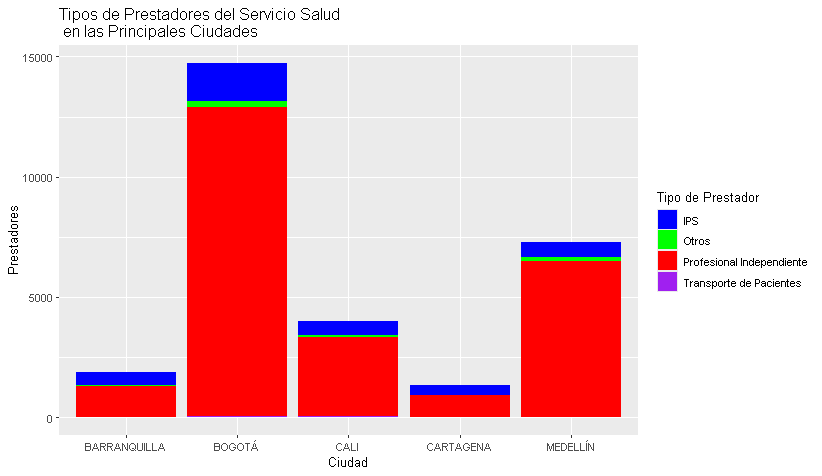 Tipos de Prestadores del Servicio Salud
en las Principales Ciudades
15000
10000
5000
0
Prestadores
BARRANQUILLA
BOGOTÁ
CALI
CARTAGENA
MEDELLÍN
Ciudad
Tipo de Prestador
IPS
Otros
Profesional Independiente
Transporte de Pacientes